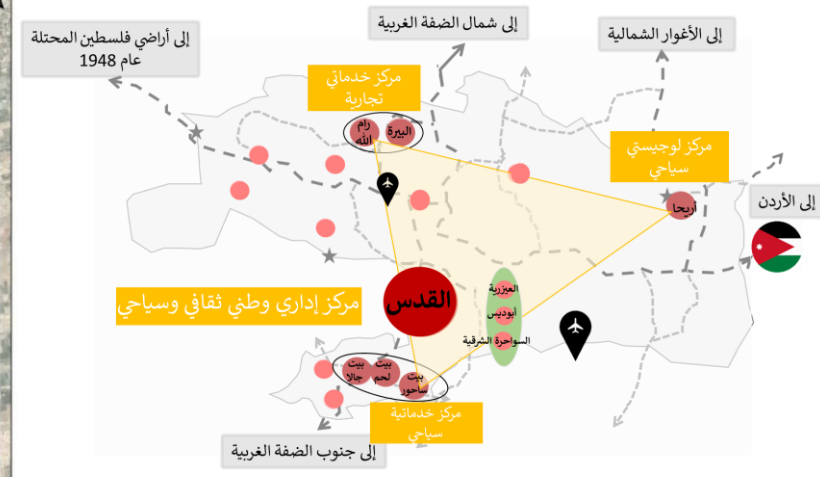 إلى شمال الضفة الغربية
إلى الأغوار الشمالية
إلى أراضي فلسطين المحتلة
عام 1948
مركز خدماتي
تجارية
البيرة
رام
الله
مركز لوجيستي
سياحي
أريحا
إلى الأردن
القدس
مركز إداري وطني ثقافي وسياحي
العيزرية
أبوديس
السواحرة الشرقية
بيت
ساحور
بيت
لحم
بيت
جالا
مركز خدماتية
سياحي
إلى جنوب الضفة الغربية